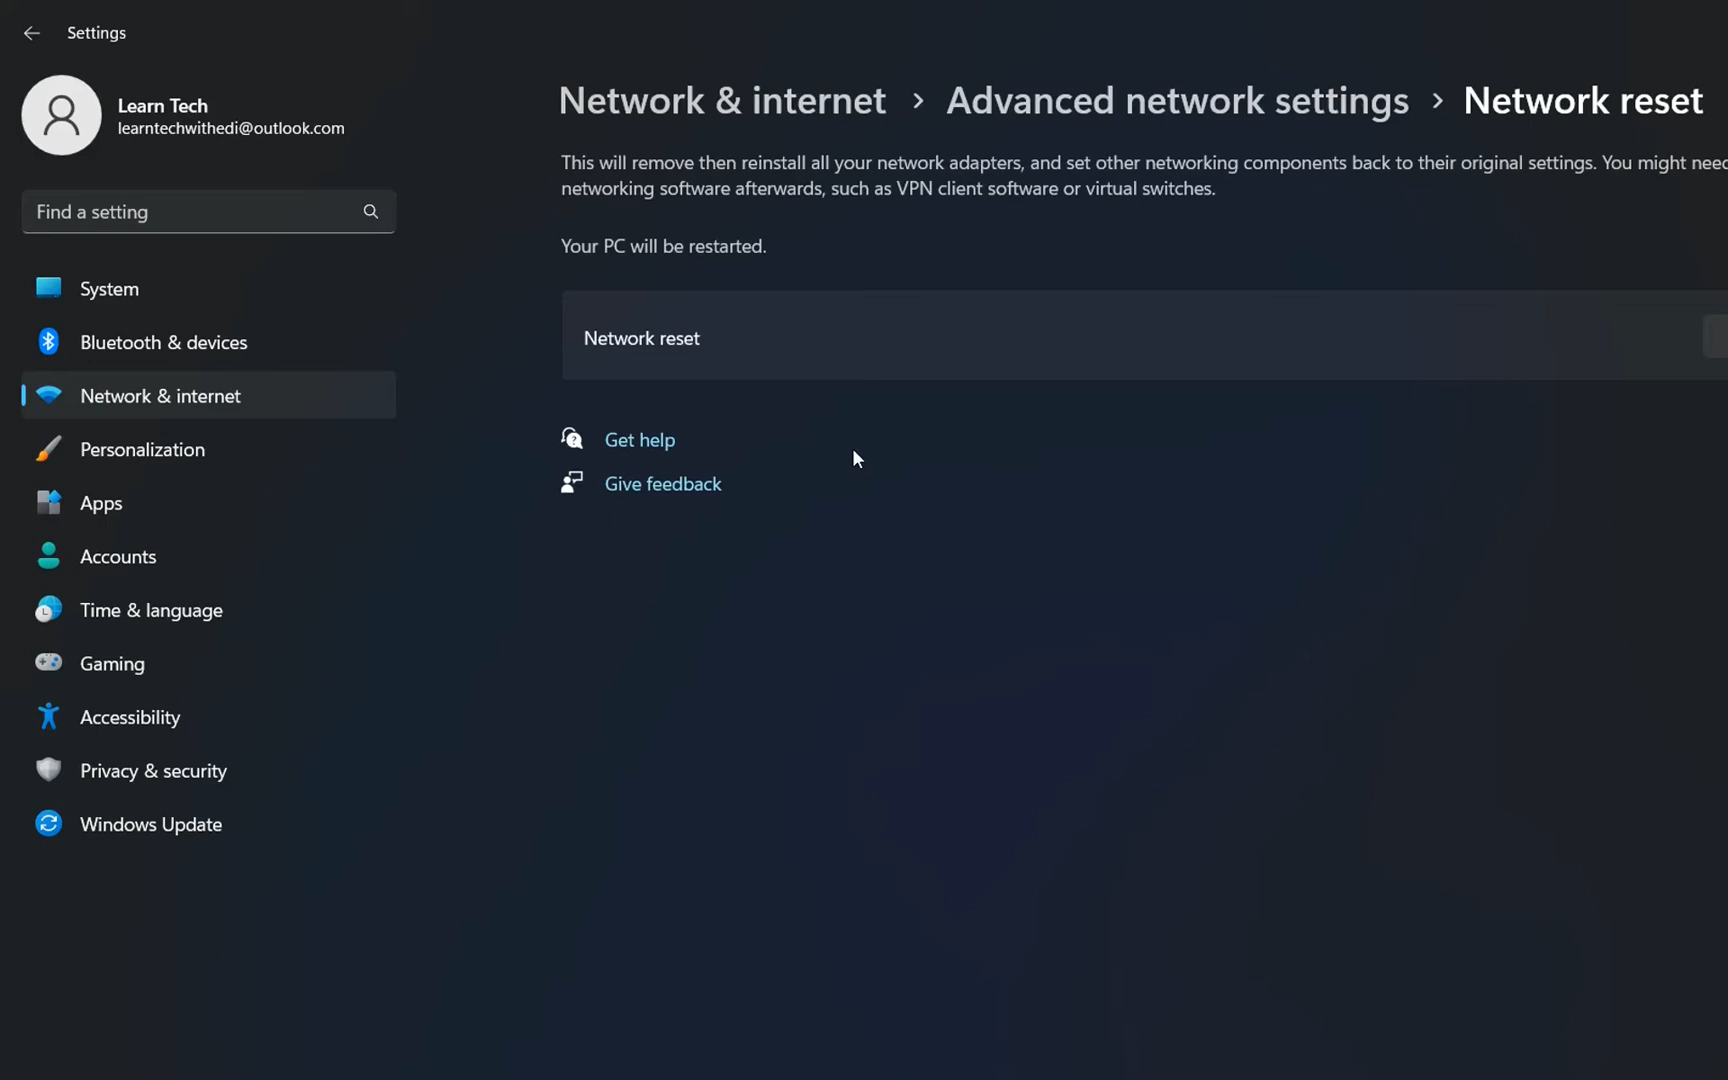 Settings
Learn Tech
learntechwithedi@outlook.com
Find a setting
System
Bluetooth & devices
Network & internet
Personalization
Apps
Accounts
Time & language
Gaming
Accessibility
Privacy & security
Windows Update
Network & internet > Advanced network settings > Network reset
This will remove then reinstall all your network adapters, and set other networking components back to their original settings. You might need
networking software afterwards, such as VPN client software or virtual switches.
Your PC will be restarted.
Network reset
Get help
Give feedback